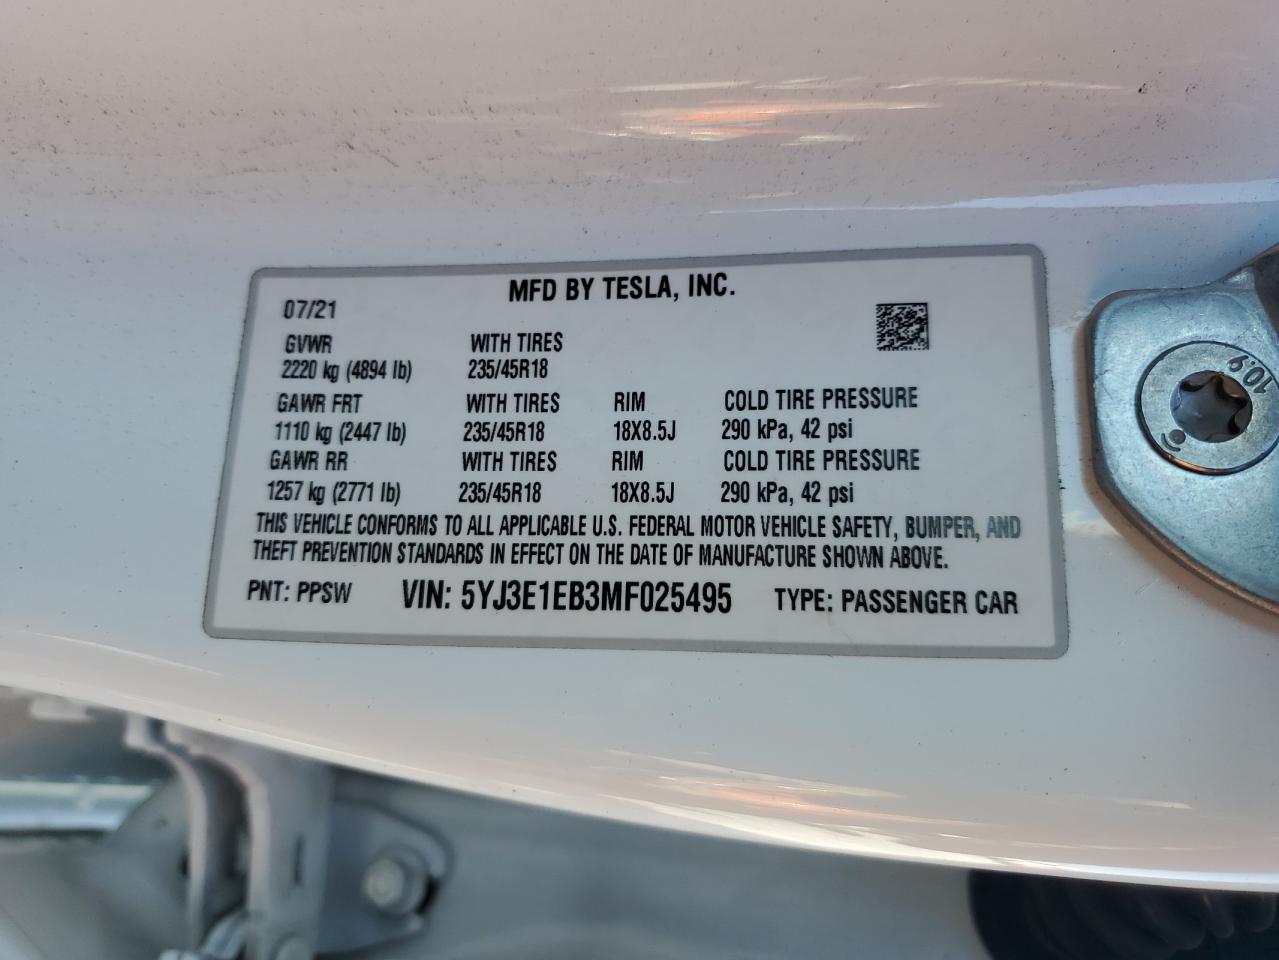 MFD BY TESLA, INC.
07/21
GVWR WITH TIRES
2220 kg (4894 lb) 235/45R18
GAWR FRT WITH TIRES RIM COLD TIRE PRESSURE
1110 kg (2447 lb) 235/45R18 18X8.5J 290 kPa, 42 psi
GAWR RR WITH TIRES RIM COLD TIRE PRESSURE
1257 kg (2771 lb) 235/45R18 18X8.5J 290 kPa, 42 psi
THIS VEHICLE CONFORMS TO ALL APPLICABLE U.S. FEDERAL MOTOR VEHICLE SAFETY, BUMPER, AND
THEFT PREVENTION STANDARDS IN EFFECT ON THE DATE OF MANUFACTURE SHOWN ABOVE.
PNT: PPSW VIN: 5YJ3E1EB3MF025495 TYPE: PASSENGER CAR
10.9